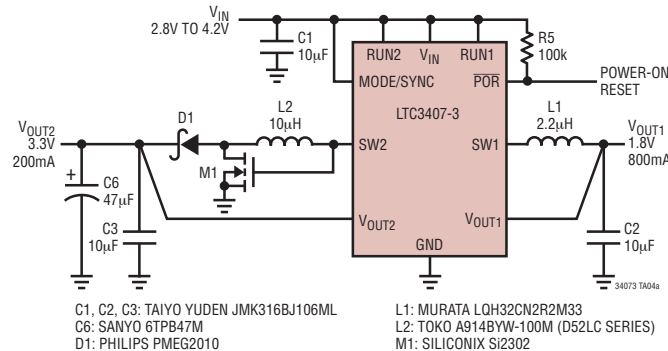 VIN
2.8V TO 4.2V
C1
10µF
RUN2
VIN
RUN1
R5
100k
MODE/SYNC
POR
POWER-ON
RESET
LTC3407-3
D1
L2
10µH
L1
2.2µH
VOUT2
3.3V
200mA
SW2
SW1
VOUT1
1.8V
800mA
M1
+
C6
47µF
C3
10µF
VOUT2
VOUT1
GND
C2
10µF
34073 TA04a
C1, C2, C3: TAIYO YUDEN JMK316BJ106ML
C6: SANYO 6TPB47M
D1: PHILIPS PMEG2010
L1: MURATA LQH32CN2R2M33
L2: TOKO A914BYW-100M (D52LC SERIES)
M1: SILICONIX Si2302